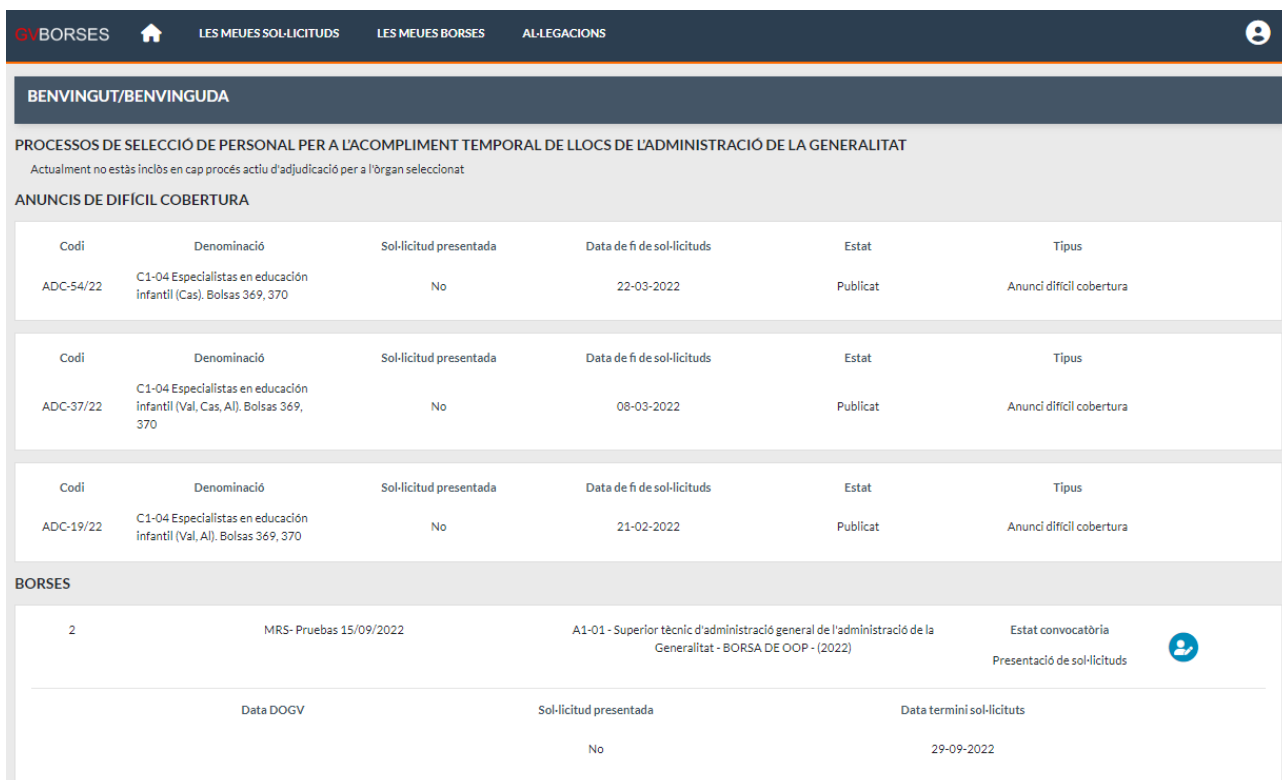 GVBORSES LES MEUES SOL·LICITUDS LES MEUES BORSES AL·LEGACIONS
BENVINGUT/BENVINGUDA
PROCESSOS DE SELECCIÓ DE PERSONAL PER A L'ACOMPLIMENT TEMPORAL DE LLOCS DE L'ADMINISTRACIÓ DE LA GENERALITAT
Actualment no estàs inclòs en cap procés actiu d'adjudicació per a l'òrgan seleccionat
ANUNCIS DE DIFÍCIL COBERTURA
Codi Denominació Sol·licitud presentada Data de fi de sol·licituds Estat Tipus
ADC-54/22 C1-04 Especialistas en educación
infantil (Cas). Bolsas 369, 370 No 22-03-2022 Publicat Anunci difícil cobertura
Codi Denominació Sol·licitud presentada Data de fi de sol·licituds Estat Tipus
ADC-37/22 C1-04 Especialistas en educación
infantil (Val, Cas, Al). Bolsas 369, No 08-03-2022 Publicat Anunci difícil cobertura
370
Codi Denominació Sol·licitud presentada Data de fi de sol·licituds Estat Tipus
ADC-19/22 C1-04 Especialistas en educación
infantil (Val, Al). Bolsas 369, 370 No 21-02-2022 Publicat Anunci difícil cobertura
BORSES
2 MRS- Pruebas 15/09/2022 A1-01 - Superior tècnic d'administració general de l'administració de la Estat convocatòria
Generalitat - BORSA DE OOP - (2022) Presentació de sol·licituds
Data DOGV Sol·licitud presentada Data termini sol·licituts
No 29-09-2022